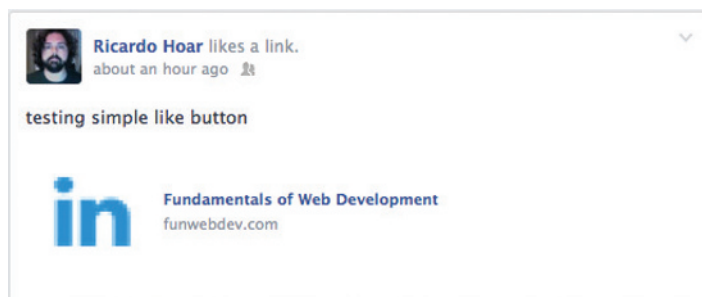 Ricardo Hoar likes a link.
about an hour ago
testing simple like button
in
Fundamentals of Web Development
funwebdev.com